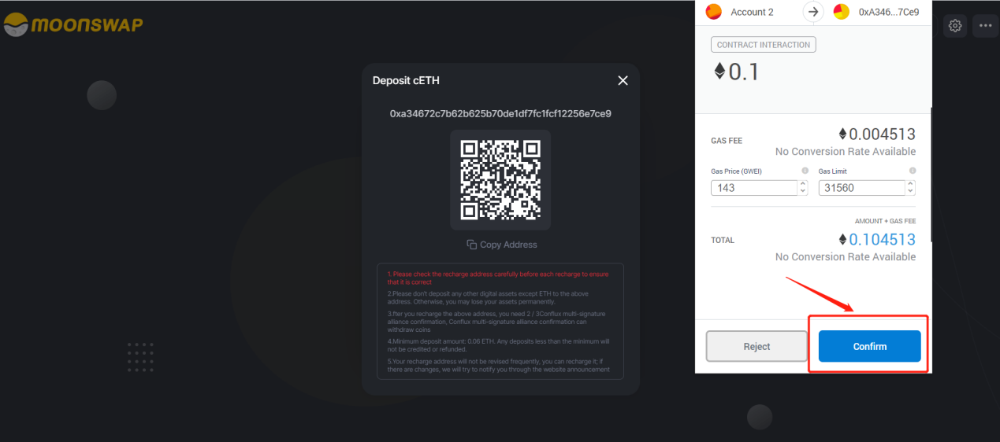 MOONSWAP
Deposit cETH
0xa34672c7b62b625b70de1df7fc1fcf12256e7ce9
Copy Address
1. Please check the recharge address carefully before each recharge to ensure
that it is correct
2.Please don't deposit any other digital assets except ETH to the above
address. Otherwise, you may lose your assets permanently.
3.fter you recharge the above address, you need 2 / 3Conflux multi-signature
alliance confirmation, Conflux multi-signature alliance confirmation can
withdraw coins
4.Minimum deposit amount: 0.06 ETH. Any deposits less than the minimum will
not be credited or refunded.
5.Your recharge address will not be revised frequently, you can recharge it; if
there are changes, we will try to notify you through the website announcement
Account 2
0xA346...7Ce9
CONTRACT INTERACTION
0.1
GAS FEE
0.004513
No Conversion Rate Available
Gas Price (GWEI)
Gas Limit
143
31560
AMOUNT + GAS FEE
TOTAL
0.104513
No Conversion Rate Available
Reject
Confirm